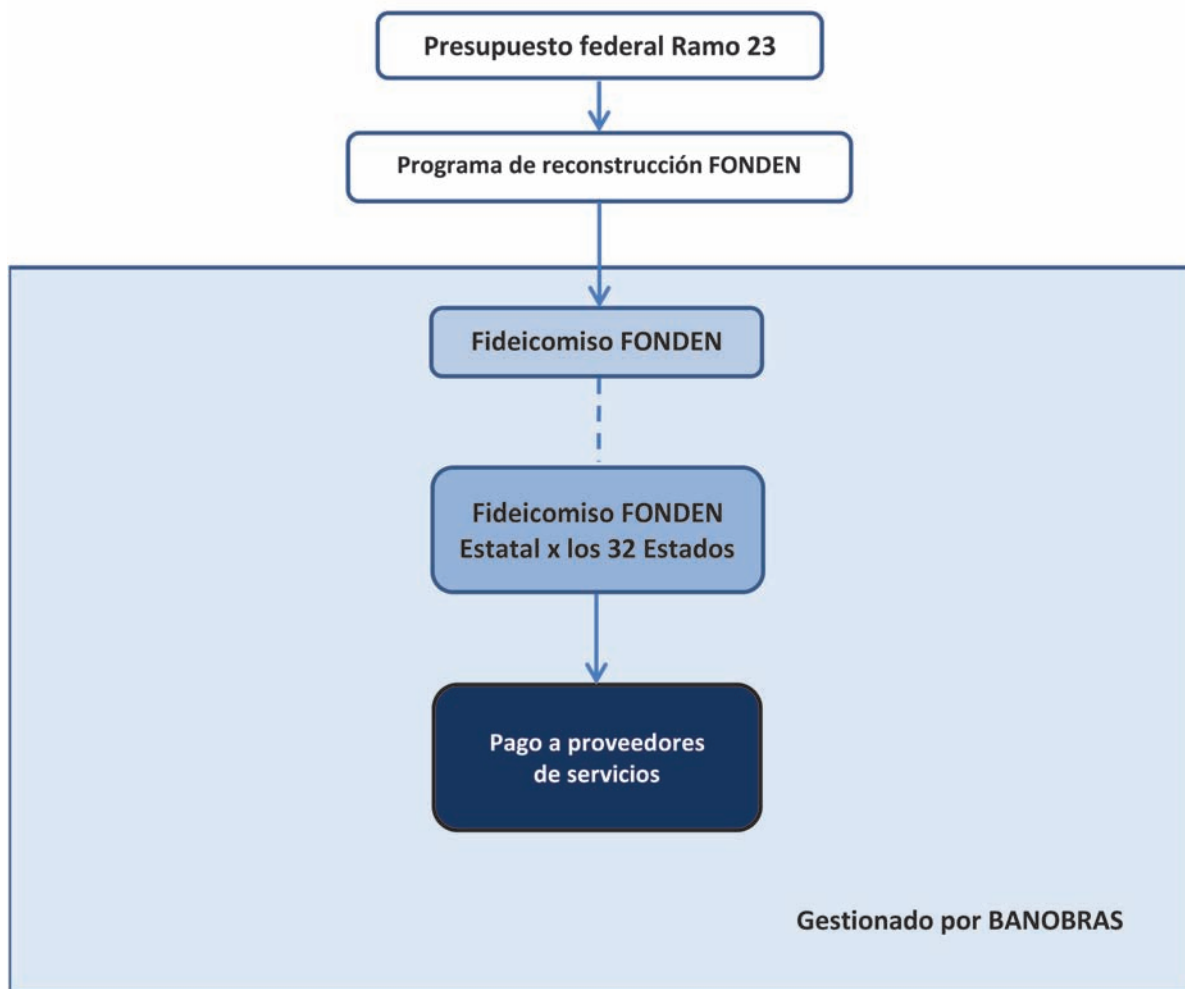 Presupuesto federal Ramo 23
Programa de reconstrucción FONDEN
Fideicomiso FONDEN
Fideicomiso FONDEN
Estatal x los 32 Estados
Pago a proveedores
de servicios
Gestionado por BANOBRAS